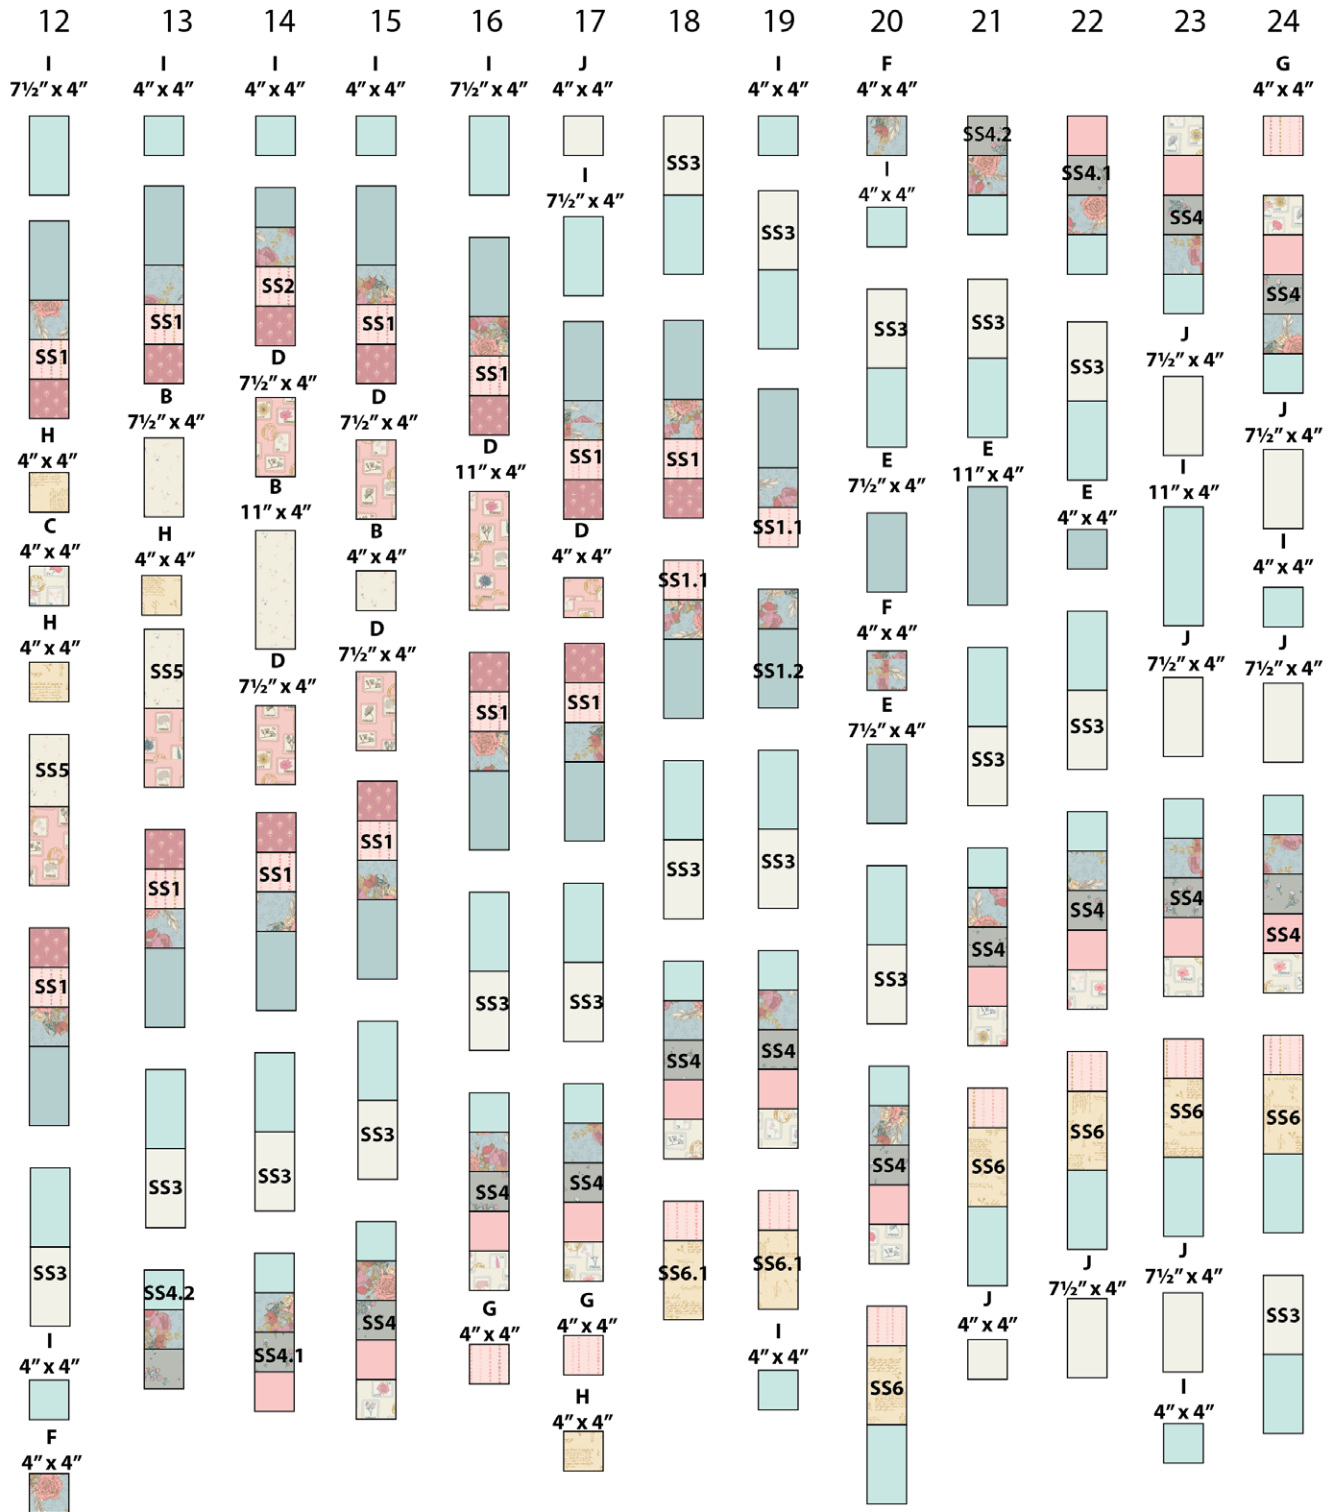 12
I
7½” x 4”
SS1
H
4” x 4”
C
4” x 4”
H
4” x 4”
SS5
SS1
SS3
I
4” x 4”
F
4” x 4”
13
I
4” x 4”
SS1
B
7½” x 4”
H
4” x 4”
SS5
SS1
SS3
SS4.2
14
I
4” x 4”
SS2
D
7½” x 4”
B
11” x 4”
D
7½” x 4”
SS1
SS3
SS4.1
15
I
4” x 4”
SS1
D
7½” x 4”
B
4” x 4”
D
7½” x 4”
SS1
SS3
SS4
16
I
7½” x 4”
SS1
D
11” x 4”
SS1
SS3
SS4
G
4” x 4”
17
J
4” x 4”
I
7½” x 4”
SS1
D
4” x 4”
SS1
SS3
SS4
G
4” x 4”
H
4” x 4”
18
SS3
SS1
SS1.1
SS3
SS4
SS6.1
19
I
4” x 4”
SS3
SS1.1
SS1.2
SS3
SS4
SS6.1
I
4” x 4”
20
F
4” x 4”
I
4” x 4”
SS3
E
7½” x 4”
F
4” x 4”
E
7½” x 4”
SS3
SS4
SS6
21
SS4.2
SS3
E
11” x 4”
SS3
SS4
SS6
J
4” x 4”
22
SS4.1
SS3
E
4” x 4”
SS3
SS4
SS6
J
7½” x 4”
23
SS4
J
7½” x 4”
I
11” x 4”
J
7½” x 4”
SS4
SS6
J
7½” x 4”
I
4” x 4”
24
G
4” x 4”
SS4
J
7½” x 4”
I
4” x 4”
J
7½” x 4”
SS4
SS6
SS3